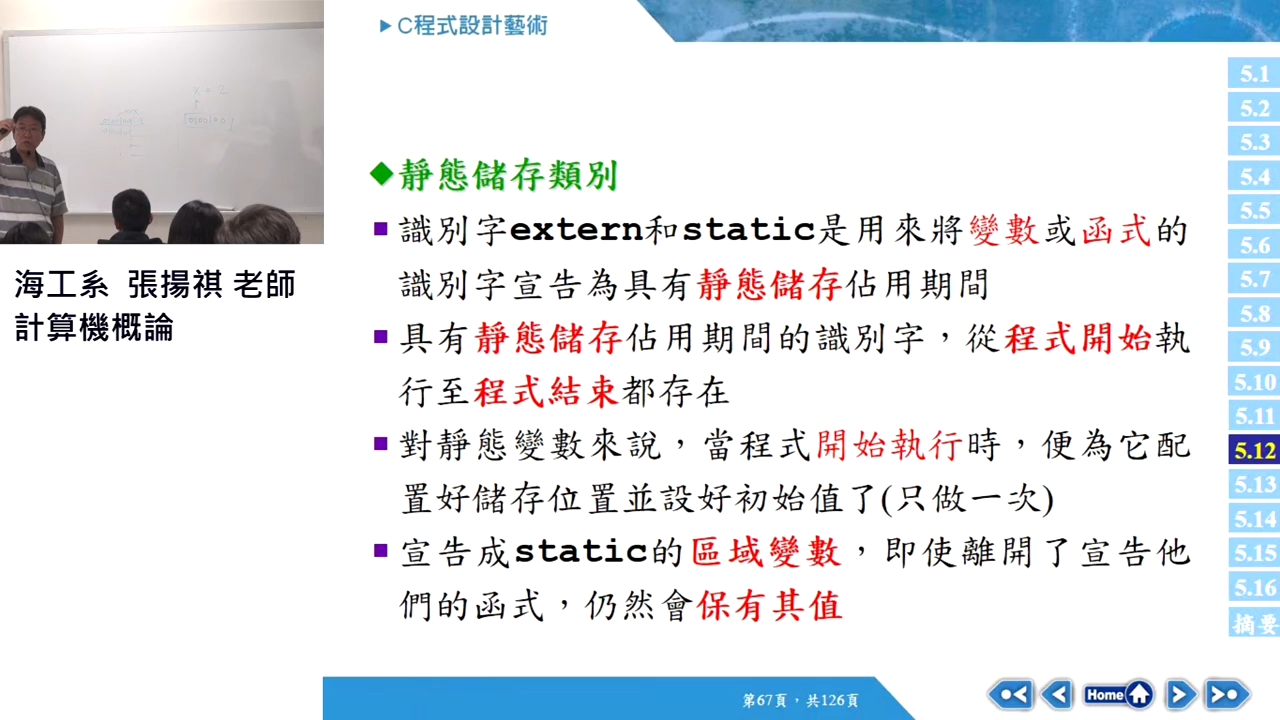 C程式設計藝術
海工系 張揚祺 老師
計算機概論
靜態儲存類別
識別字extern和static是用來將變數或函式的
識別字宣告為具有靜態儲存佔用期間
具有靜態儲存佔用期間的識別字,從程式開始執
行至程式結束都存在
對靜態變數來說,當程式開始執行時,便為它配
置好儲存位置並設好初始值了(只做一次)
宣告成static的區域變數,即使離開了宣告他
們的函式,仍然會保有其值
5.1
5.2
5.3
5.4
5.5
5.6
5.7
5.8
5.9
5.10
5.11
5.12
5.13
5.14
5.15
5.16
摘要
第67頁,共126頁
Home